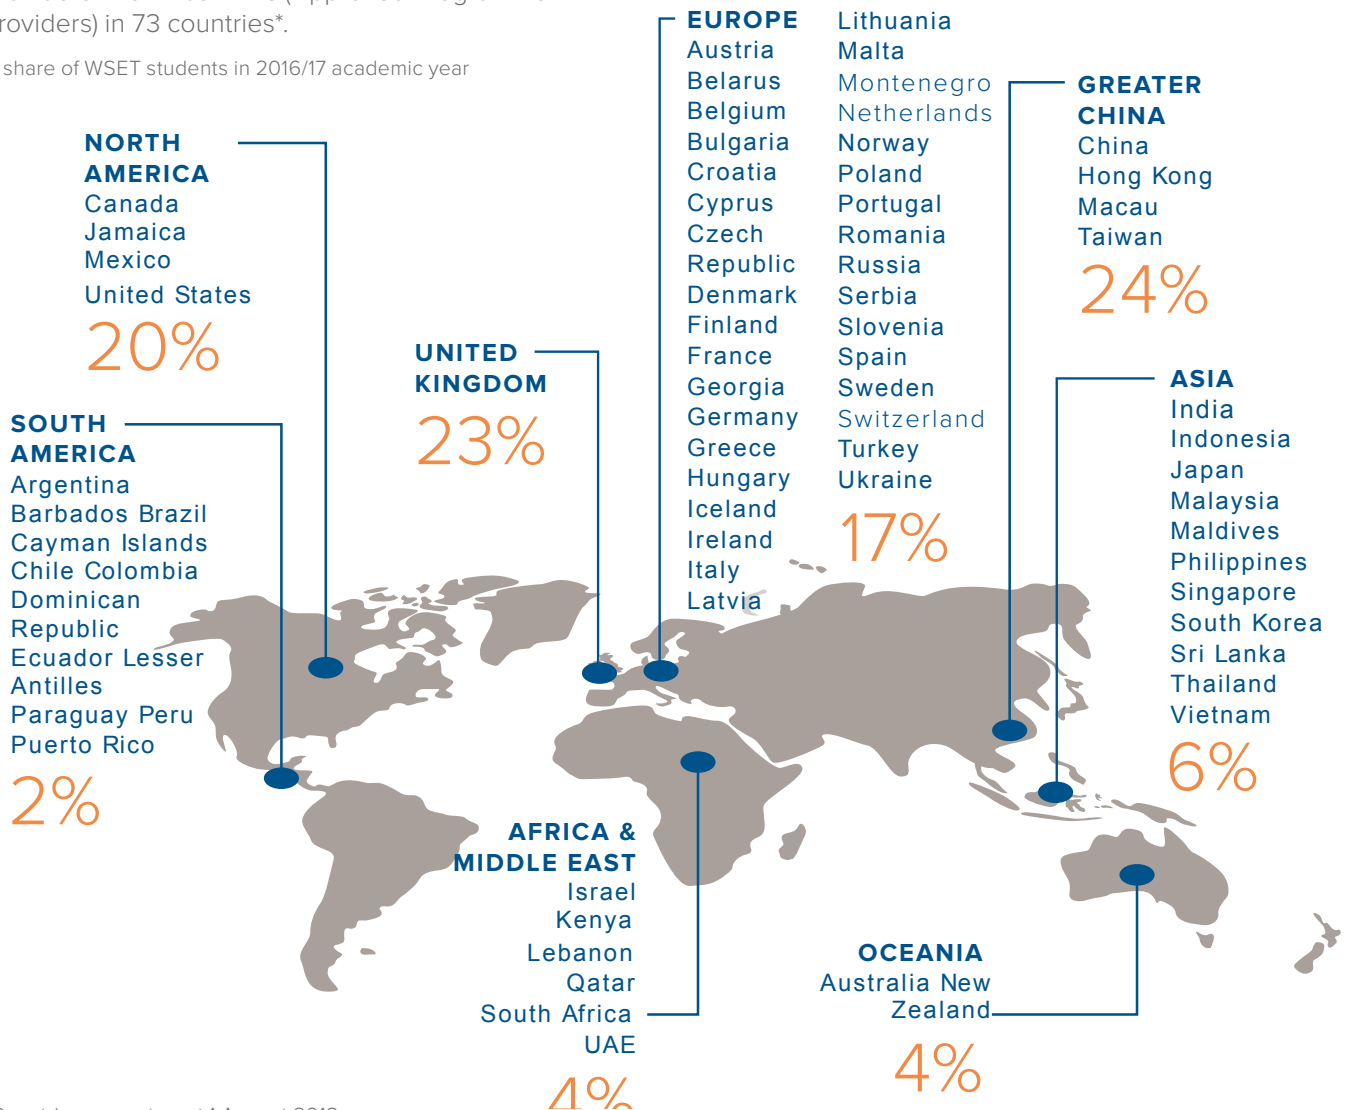 roviders) in 73 countries*.
share of WSET students in 2016/17 academic year
NORTH
AMERICA
Canada
Jamaica
Mexico
United States
20%
SOUTH
AMERICA
Argentina
Barbados Brazil
Cayman Islands
Chile Colombia
Dominican
Republic
Ecuador Lesser
Antilles
Paraguay Peru
Puerto Rico
2%
UNITED
KINGDOM
23%
EUROPE
Austria
Belarus
Belgium
Bulgaria
Croatia
Cyprus
Czech
Republic
Denmark
Finland
France
Georgia
Germany
Greece
Hungary
Iceland
Ireland
Italy
Latvia
Lithuania
Malta
Montenegro
Netherlands
Norway
Poland
Portugal
Romania
Russia
Serbia
Slovenia
Spain
Sweden
Switzerland
Turkey
Ukraine
17%
GREATER
CHINA
China
Hong Kong
Macau
Taiwan
24%
ASIA
India
Indonesia
Japan
Malaysia
Maldives
Philippines
Singapore
South Korea
Sri Lanka
Thailand
Vietnam
6%
AFRICA &
MIDDLE EAST
Israel
Kenya
Lebanon
Qatar
South Africa
UAE
4%
OCEANIA
Australia New
Zealand
4%